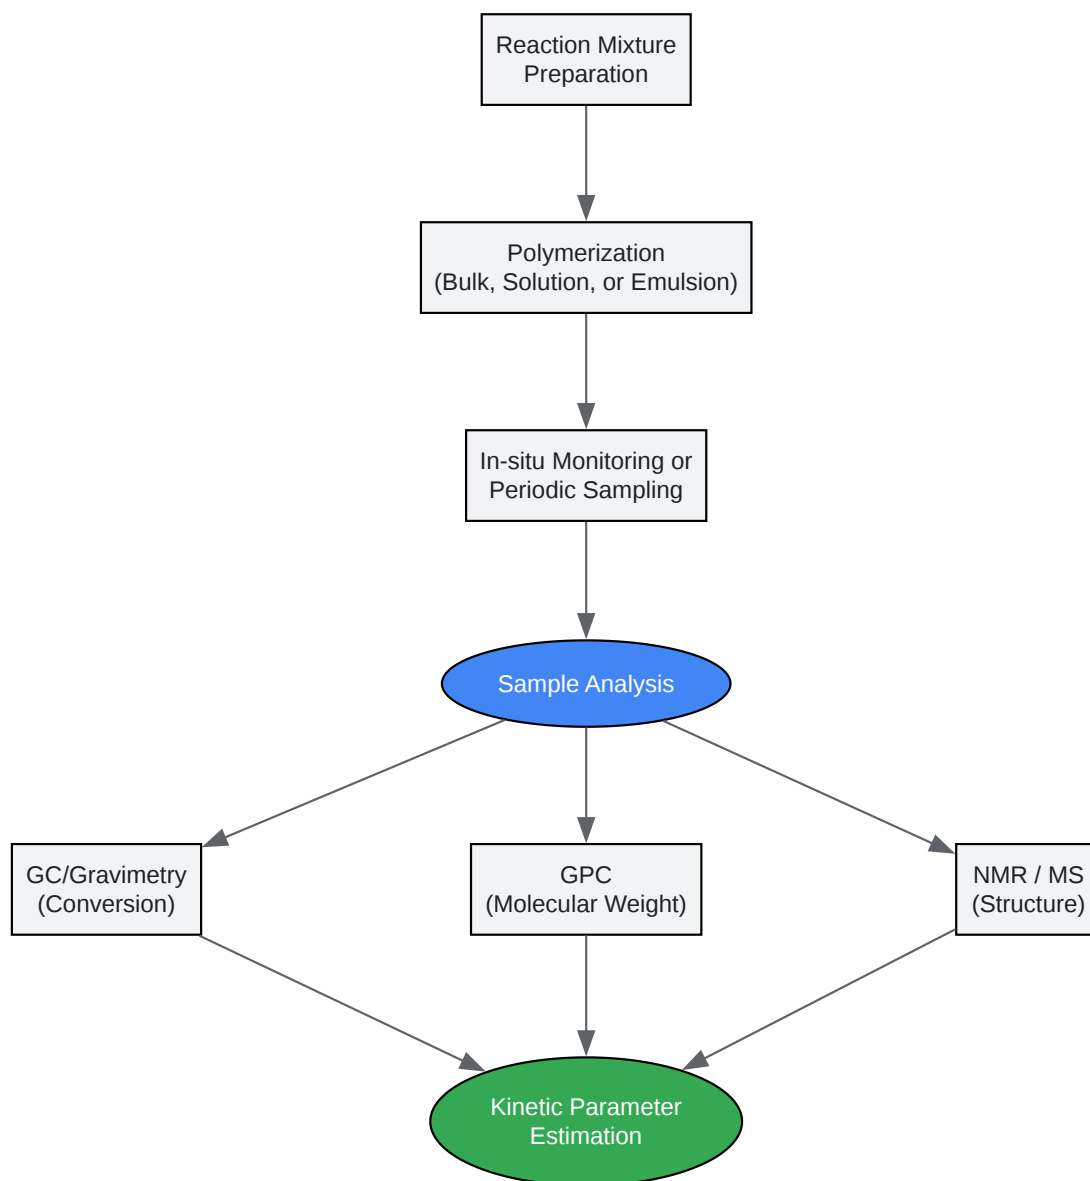 Reaction Mixture
Preparation
Polymerization
(Bulk, Solution, or Emulsion)
In-situ Monitoring or
Periodic Sampling
Sample Analysis
GC/Gravimetry
(Conversion)
GPC
(Molecular Weight)
NMR / MS
(Structure)
Kinetic Parameter
Estimation